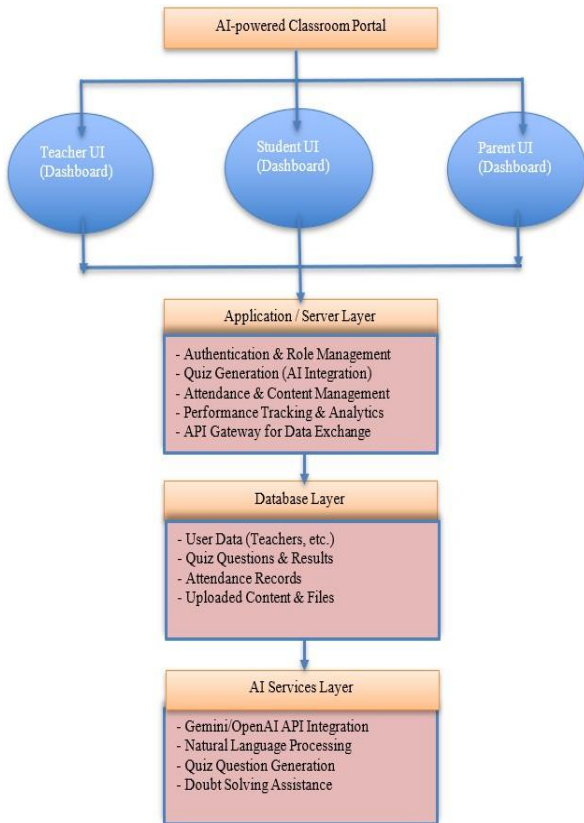 AI-powered Classroom Portal
Teacher UI
(Dashboard)
Student UI
(Dashboard)
Parent UI
(Dashboard)
Application / Server Layer
- Authentication & Role Management
- Quiz Generation (AI Integration)
- Attendance & Content Management
- Performance Tracking & Analytics
- API Gateway for Data Exchange
Database Layer
- User Data (Teachers, etc.)
- Quiz Questions & Results
- Attendance Records
- Uploaded Content & Files
AI Services Layer
- Gemini/OpenAI API Integration
- Natural Language Processing
- Quiz Question Generation
- Doubt Solving Assistance